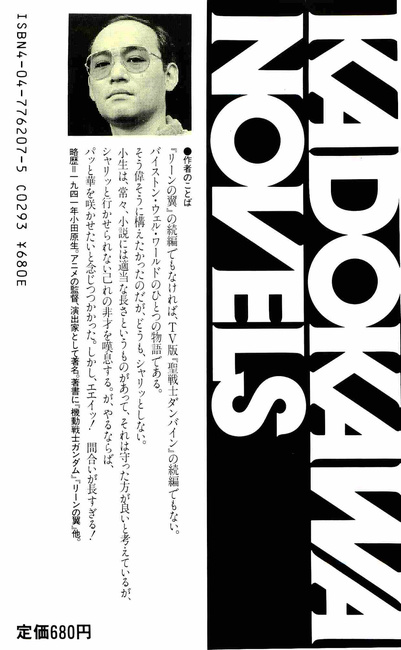 KADOKAWA
NOVELS
●作者のことば
『リーンの翼』の続編でもなければ、TV版『聖戦士ダンバイン』の続編でもない。
バイストン・ウェル・ワールドのひとつの物語である。
そう偉そうに構えたかったのだが、どうも、シャリッとしない。
小生は、常々、小説には適当な長さというものがあって、それは守った方が良いと考えているが、
シャリッと行かせられない己れの非才を嘆息する。が、やるならば、
パッと華を咲かせたいと念じつつかかった。しかし、エエイッ！　間合いが長すぎる！
略歴＝一九四一年小田原生。アニメの監督、演出家として著名。著書に『機動戦士ガンダム』『リーンの翼』他。
ISBN4-04-776207-5 C0293 ¥680E
定価680円